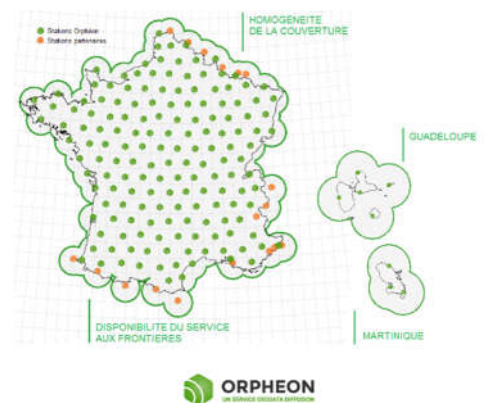 HOMOGENEITE
DE LA COUVERTURE
Stations Orphéon
Stations partenaires
GUADELOUPE
DISPONIBILITE DU SERVICE
AUX FRONTIERES
MARTINIQUE
ORPHEON
UN SERVICE GEODATA DIFFUSION